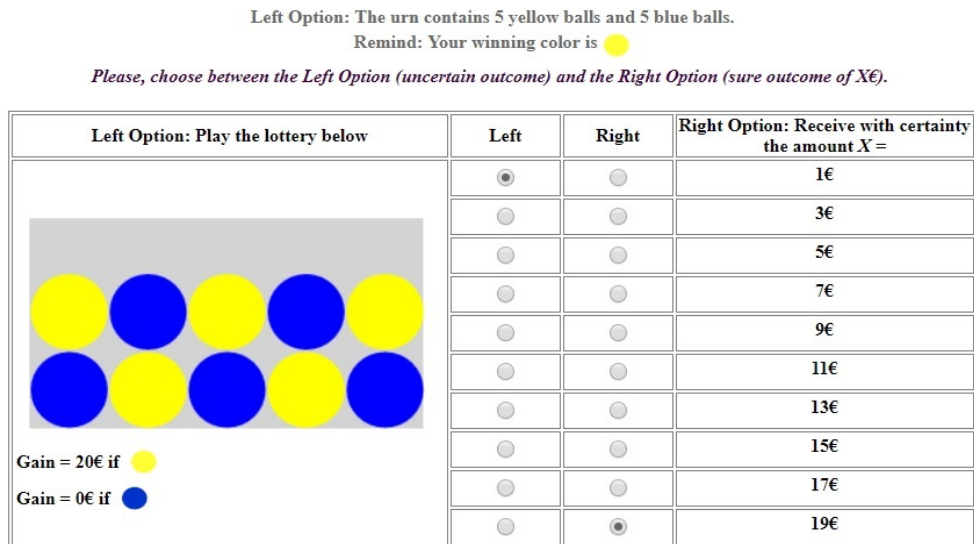 Left Option: The urn contains 5 yellow balls and 5 blue balls.
Remind: Your winning color is
Please, choose between the Left Option (uncertain outcome) and the Right Option (sure outcome of X€).
Left Option: Play the lottery below
Left
Right
Right Option: Receive with certainty
the amount X =
1€
3€
5€
7€
9€
11€
13€
15€
17€
19€
Gain = 20€ if
Gain = 0€ if